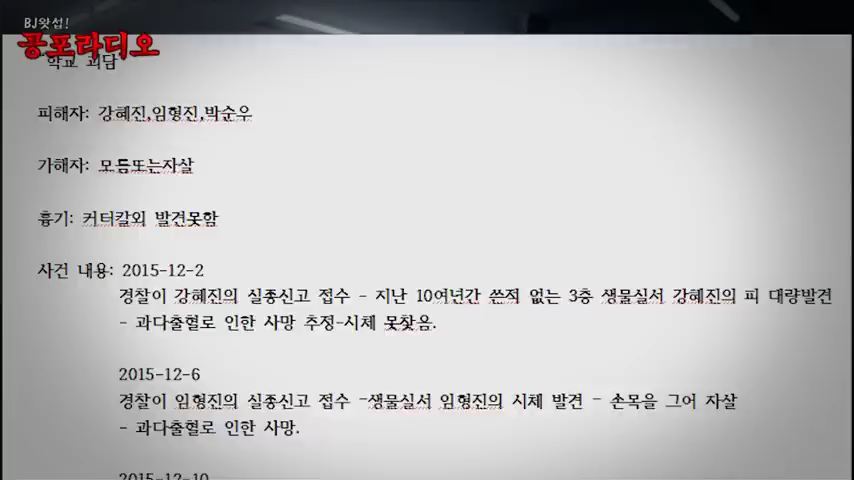 BJ왓섭!
공포라디오
학교 괴담
피해자: 강혜진,임형진,박순우
가해자: 모름또는자살
흉기: 커터칼외 발견못함
사건 내용: 2015-12-2
경찰이 강혜진의 실종신고 접수 - 지난 10여년간 쓴적 없는 3층 생물실서 강혜진의 피 대량발견
- 과다출혈로 인한 사망 추정-시체 못찾음.
2015-12-6
경찰이 임형진의 실종신고 접수 -생물실서 임형진의 시체 발견 - 손목을 그어 자살
- 과다출혈로 인한 사망.
2015-12-10